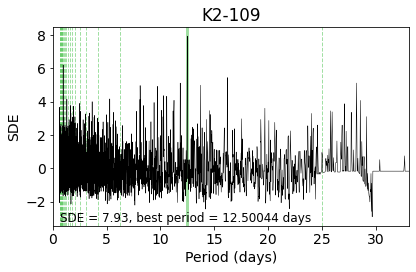 K2-109
SDE
8
6
4
2
0
−2
SDE = 7.93, best period = 12.50044 days
0 5 10 15 20 25 30
Period (days)